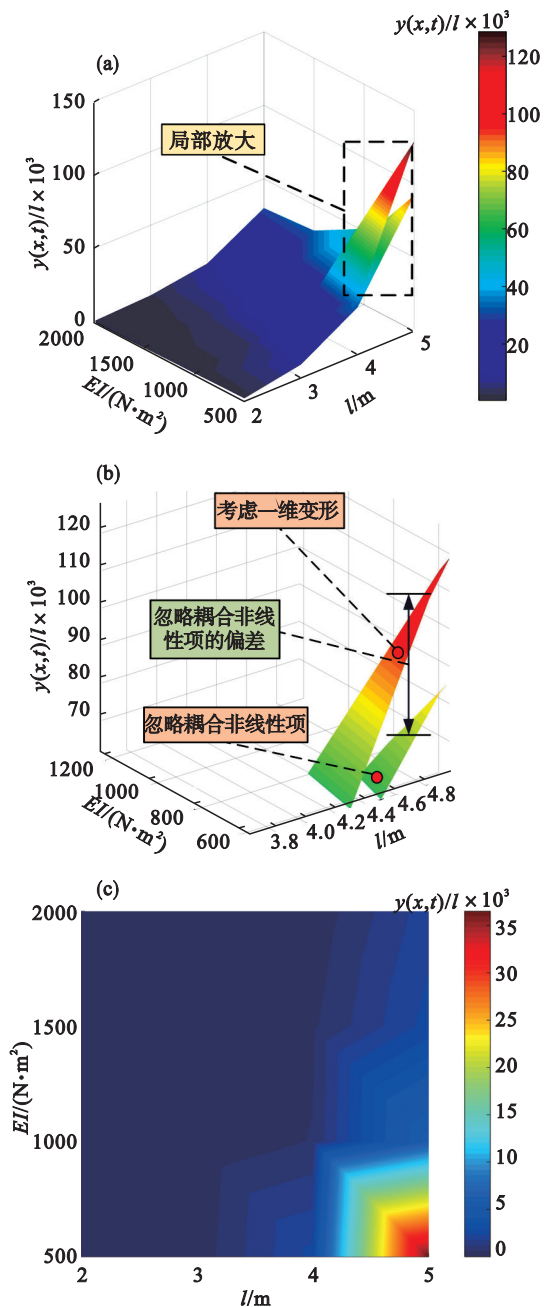 y(x,t)/l × 10³
(a)
150
100
50
0
y(x,t)/l × 10³
局部放大
2000
1500
1000
500
EI/(N·m²)
2
3
4
5
l/m
120
100
80
60
40
20
(b)
120
110
100
90
80
70
y(x,t)/l × 10³
考虑一维变形
忽略耦合非线
性项的偏差
忽略耦合非线性项
1200
1000
800
600
EI/(N·m²)
3.8
4.0
4.2
4.4
4.6
4.8
l/m
(c)
y(x,t)/l × 10³
2000
1500
1000
500
EI/(N·m²)
2
3
4
5
l/m
35
30
25
20
15
10
5
0